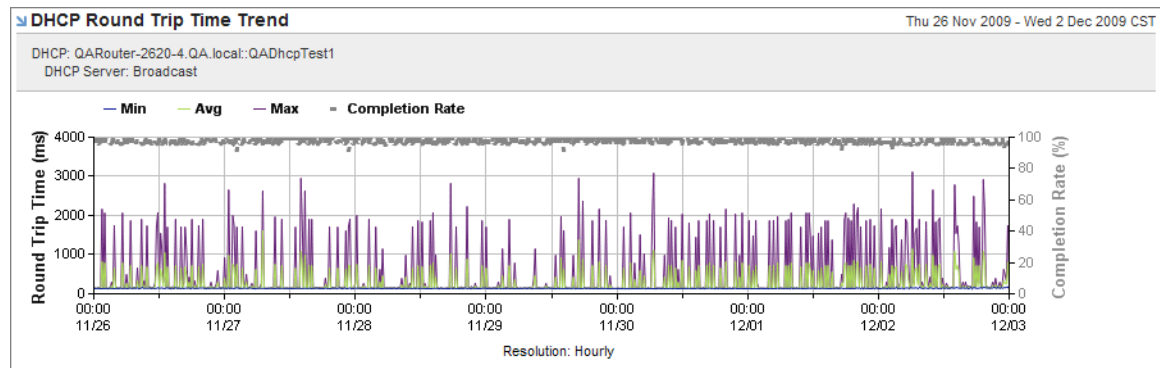 DHCP Round Trip Time Trend
Thu 26 Nov 2009 - Wed 2 Dec 2009 CST
DHCP: QARouter-2620-4.QA.local::QADhcpTest1
DHCP Server: Broadcast
Min Avg Max Completion Rate
Round Trip Time (ms)
4000
3000
2000
1000
0
100
80
60
40
20
0
Completion Rate (%)
00:00 00:00 00:00 00:00 00:00 00:00 00:00 00:00
11/26 11/27 11/28 11/29 11/30 12/01 12/02 12/03
Resolution: Hourly